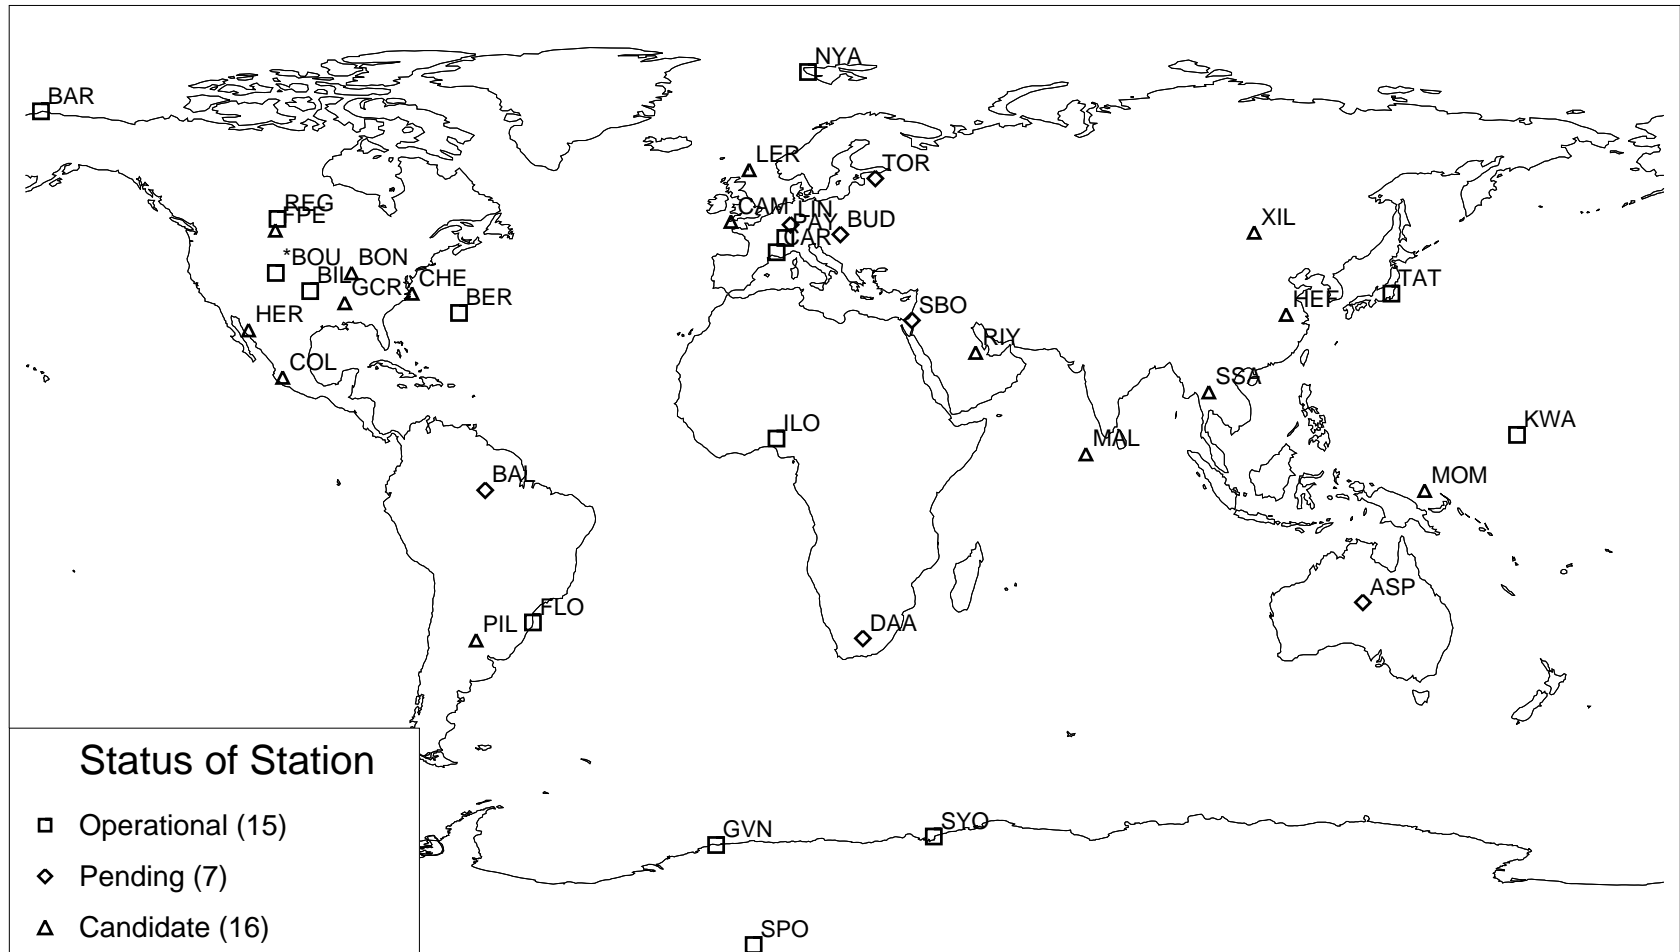 NYA
BAR
LER
TOR
REG
FPE
CAM
LIN
PAY
BUD
XIL
CAR
*BOU
BON
BIL
GCR
CHE
TAT
BER
HEF
HER
SBO
RIY
COL
SSA
ILO
KWA
MAL
BAL
MOM
ASP
FLO
PIL
DAA
Status of Station
Operational (15)
Pending (7)
Candidate (16)
GVN
SYO
SPO